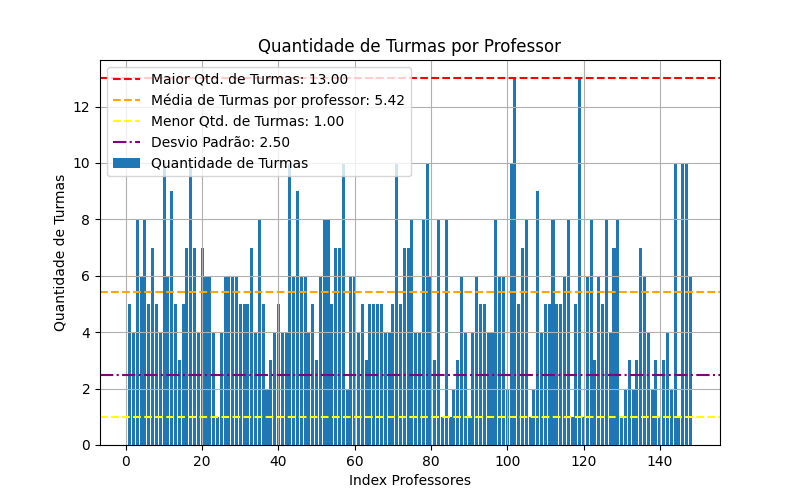 Quantidade de Turmas por Professor
Maior Qtd. de Turmas: 13.00
Média de Turmas por professor: 5.42
Menor Qtd. de Turmas: 1.00
Desvio Padrão: 2.50
Quantidade de Turmas
Quantidade de Turmas
12
10
8
6
4
2
0
0 20 40 60 80 100 120 140
Index Professores